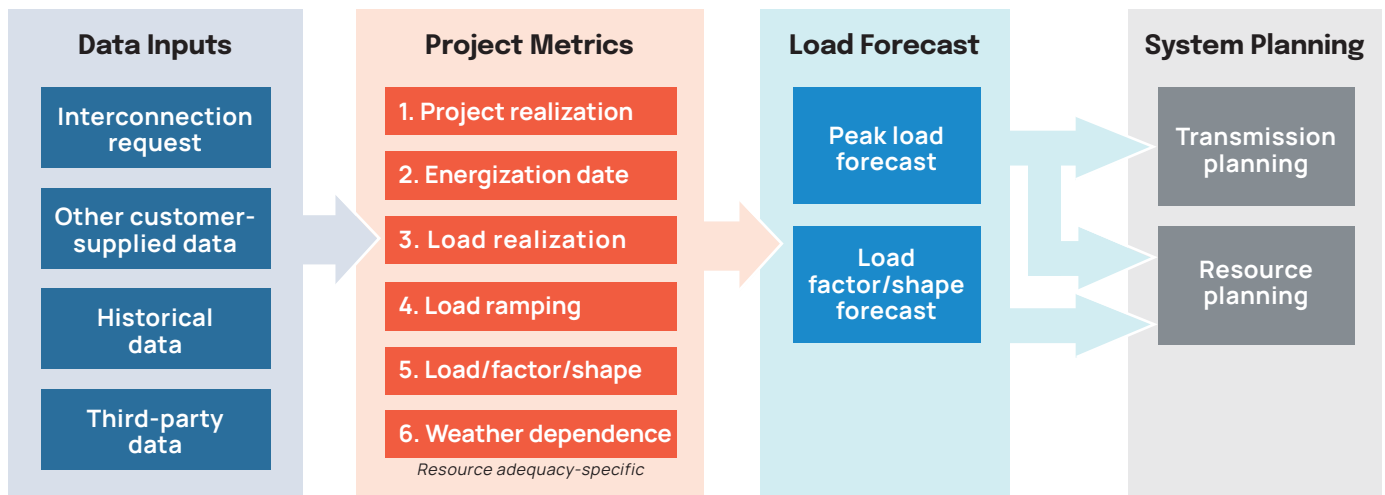 Data Inputs
Interconnection
request
Other customer-
supplied data
Historical
data
Third-party
data
Project Metrics
1. Project realization
2. Energization date
3. Load realization
4. Load ramping
5. Load/factor/shape
6. Weather dependence
Resource adequacy-specific
Load Forecast
Peak load
forecast
Load
factor/shape
forecast
System Planning
Transmission
planning
Resource
planning